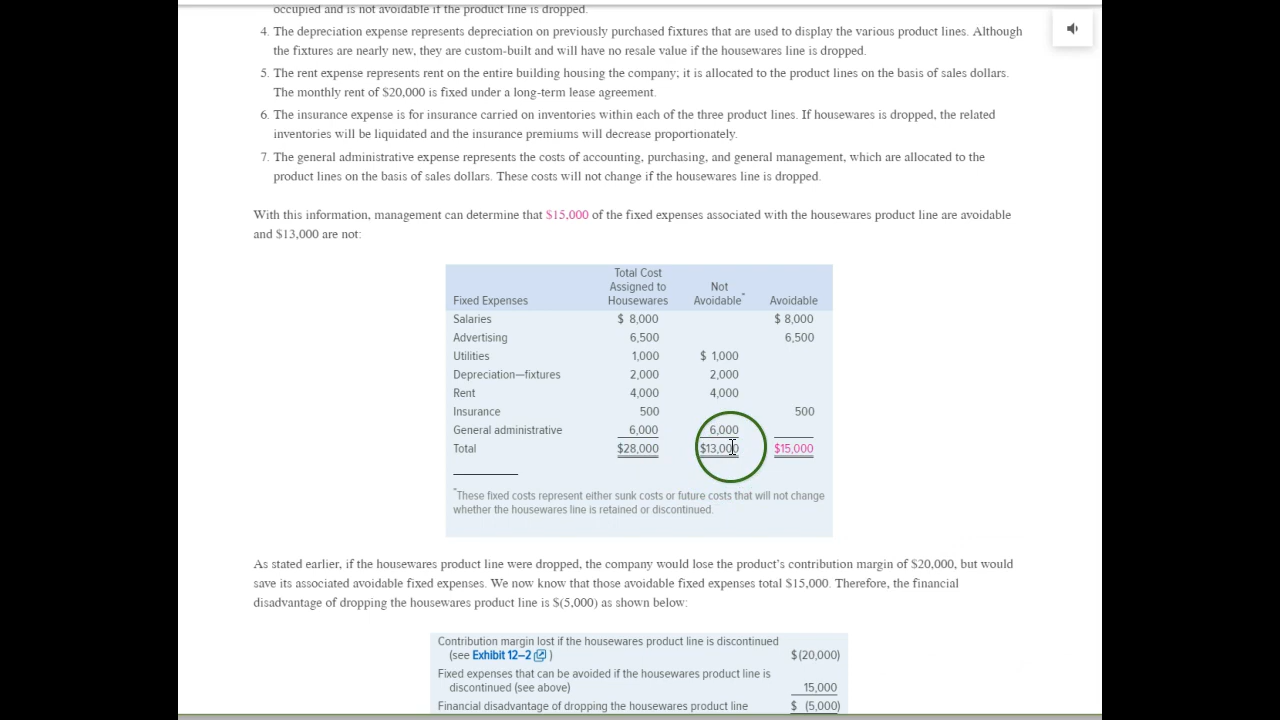 occupied and is not avoidable if the product line is dropped.
4. The depreciation expense represents depreciation on previously purchased fixtures that are used to display the various product lines. Although
the fixtures are nearly new, they are custom-built and will have no resale value if the housewares line is dropped.
5. The rent expense represents rent on the entire building housing the company; it is allocated to the product lines on the basis of sales dollars.
The monthly rent of $20,000 is fixed under a long-term lease agreement.
6. The insurance expense is for insurance carried on inventories within each of the three product lines. If housewares is dropped, the related
inventories will be liquidated and the insurance premiums will decrease proportionately.
7. The general administrative expense represents the costs of accounting, purchasing, and general management, which are allocated to the
product lines on the basis of sales dollars. These costs will not change if the housewares line is dropped.
With this information, management can determine that $15,000 of the fixed expenses associated with the housewares product line are avoidable
and $13,000 are not:
Total Cost
Assigned to Not
Fixed Expenses Housewares Avoidable* Avoidable
Salaries $ 8,000 $ 8,000
Advertising 6,500 6,500
Utilities 1,000 $ 1,000
Depreciation—fixtures 2,000 2,000
Rent 4,000 4,000
Insurance 500 500
General administrative 6,000 6,000
Total $28,000 $13,000 $15,000
*These fixed costs represent either sunk costs or future costs that will not change
whether the housewares line is retained or discontinued.
As stated earlier, if the housewares product line were dropped, the company would lose the product's contribution margin of $20,000, but would
save its associated avoidable fixed expenses. We now know that those avoidable fixed expenses total $15,000. Therefore, the financial
disadvantage of dropping the housewares product line is $(5,000) as shown below:
Contribution margin lost if the housewares product line is discontinued
(see Exhibit 12–2 ) $(20,000)
Fixed expenses that can be avoided if the housewares product line is
discontinued (see above) 15,000
Financial disadvantage of dropping the housewares product line $ (5,000)